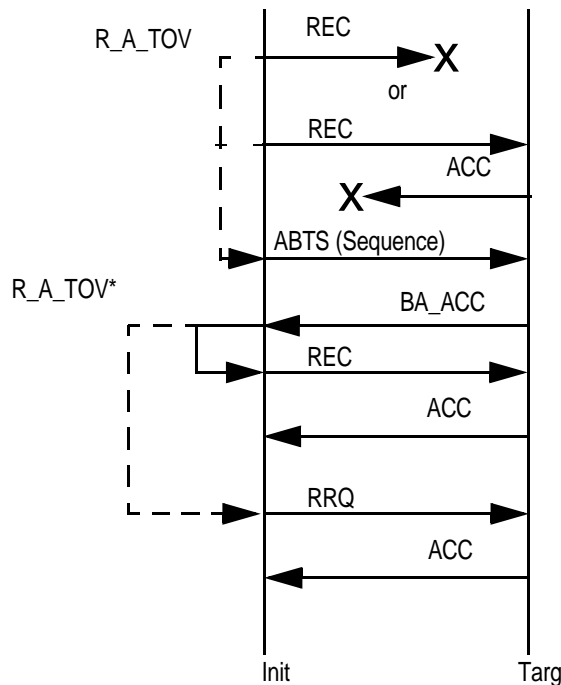 REC
R_A_TOV
X
or
REC
ACC
X
ABTS (Sequence)
R_A_TOV*
BA_ACC
REC
ACC
RRQ
ACC
Init
Targ